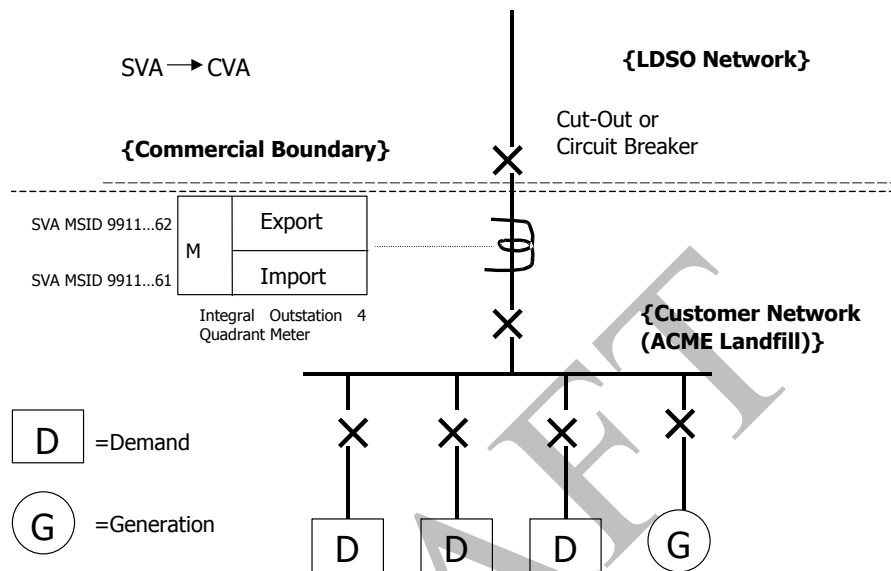 SVA → CVA
{LDSO Network}
Cut-Out or
Circuit Breaker
{Commercial Boundary}
SVA MSID 9911...62
M
Export
SVA MSID 9911...61
Import
Integral Outstation 4
Quadrant Meter
{Customer Network
(ACME Landfill)}
D
=Demand
G
=Generation
D
D
D
G